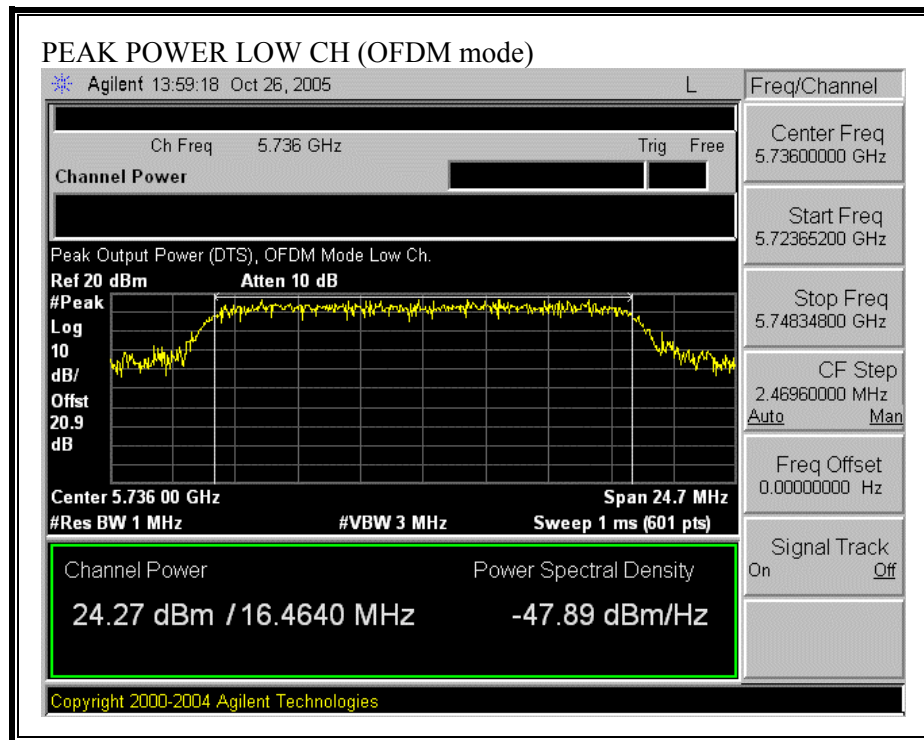 PEAK POWER LOW CH (OFDM mode)
Agilent 13:59:18 Oct 26, 2005 L
Freq/Channel
Ch Freq 5.736 GHz Trig Free
Channel Power
Center Freq
5.73600000 GHz
Start Freq
5.72365200 GHz
Stop Freq
5.74834800 GHz
CF Step
2.46960000 MHz
Auto Man
Freq Offset
0.00000000 Hz
Signal Track
On Off
Peak Output Power (DTS), OFDM Mode Low Ch.
Ref 20 dBm Atten 10 dB
#Peak
Log
10
dB/
Offst
20.9
dB
Center 5.736 00 GHz Span 24.7 MHz
#Res BW 1 MHz #VBW 3 MHz Sweep 1 ms (601 pts)
Channel Power Power Spectral Density
24.27 dBm / 16.4640 MHz -47.89 dBm/Hz
Copyright 2000-2004 Agilent Technologies